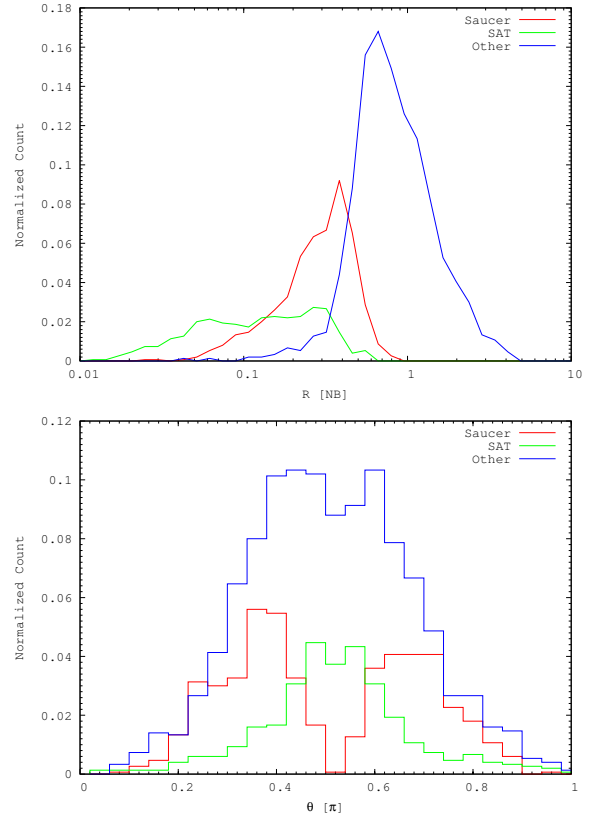 0.18
0.16
0.14
0.12
0.1
0.08
0.06
0.04
0.02
0
Normalized Count
Saucer
SAT
Other
0.01 0.1 1 10
R [NB]
0.12
0.1
0.08
0.06
0.04
0.02
0
Normalized Count
Saucer
SAT
Other
0 0.2 0.4 0.6 0.8 1
θ [π]